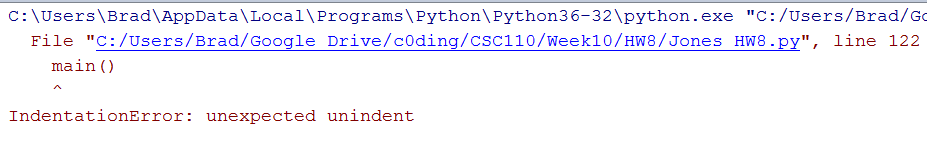 C:\Users\Brad\AppData\Local\Programs\Python\Python36-32\python.exe "C:/Users/Brad/Go
File "C:/Users/Brad/Google Drive/c0ding/CSC110/Week10/HW8/Jones HW8.py", line 122
main()
^
IndentationError: unexpected unindent